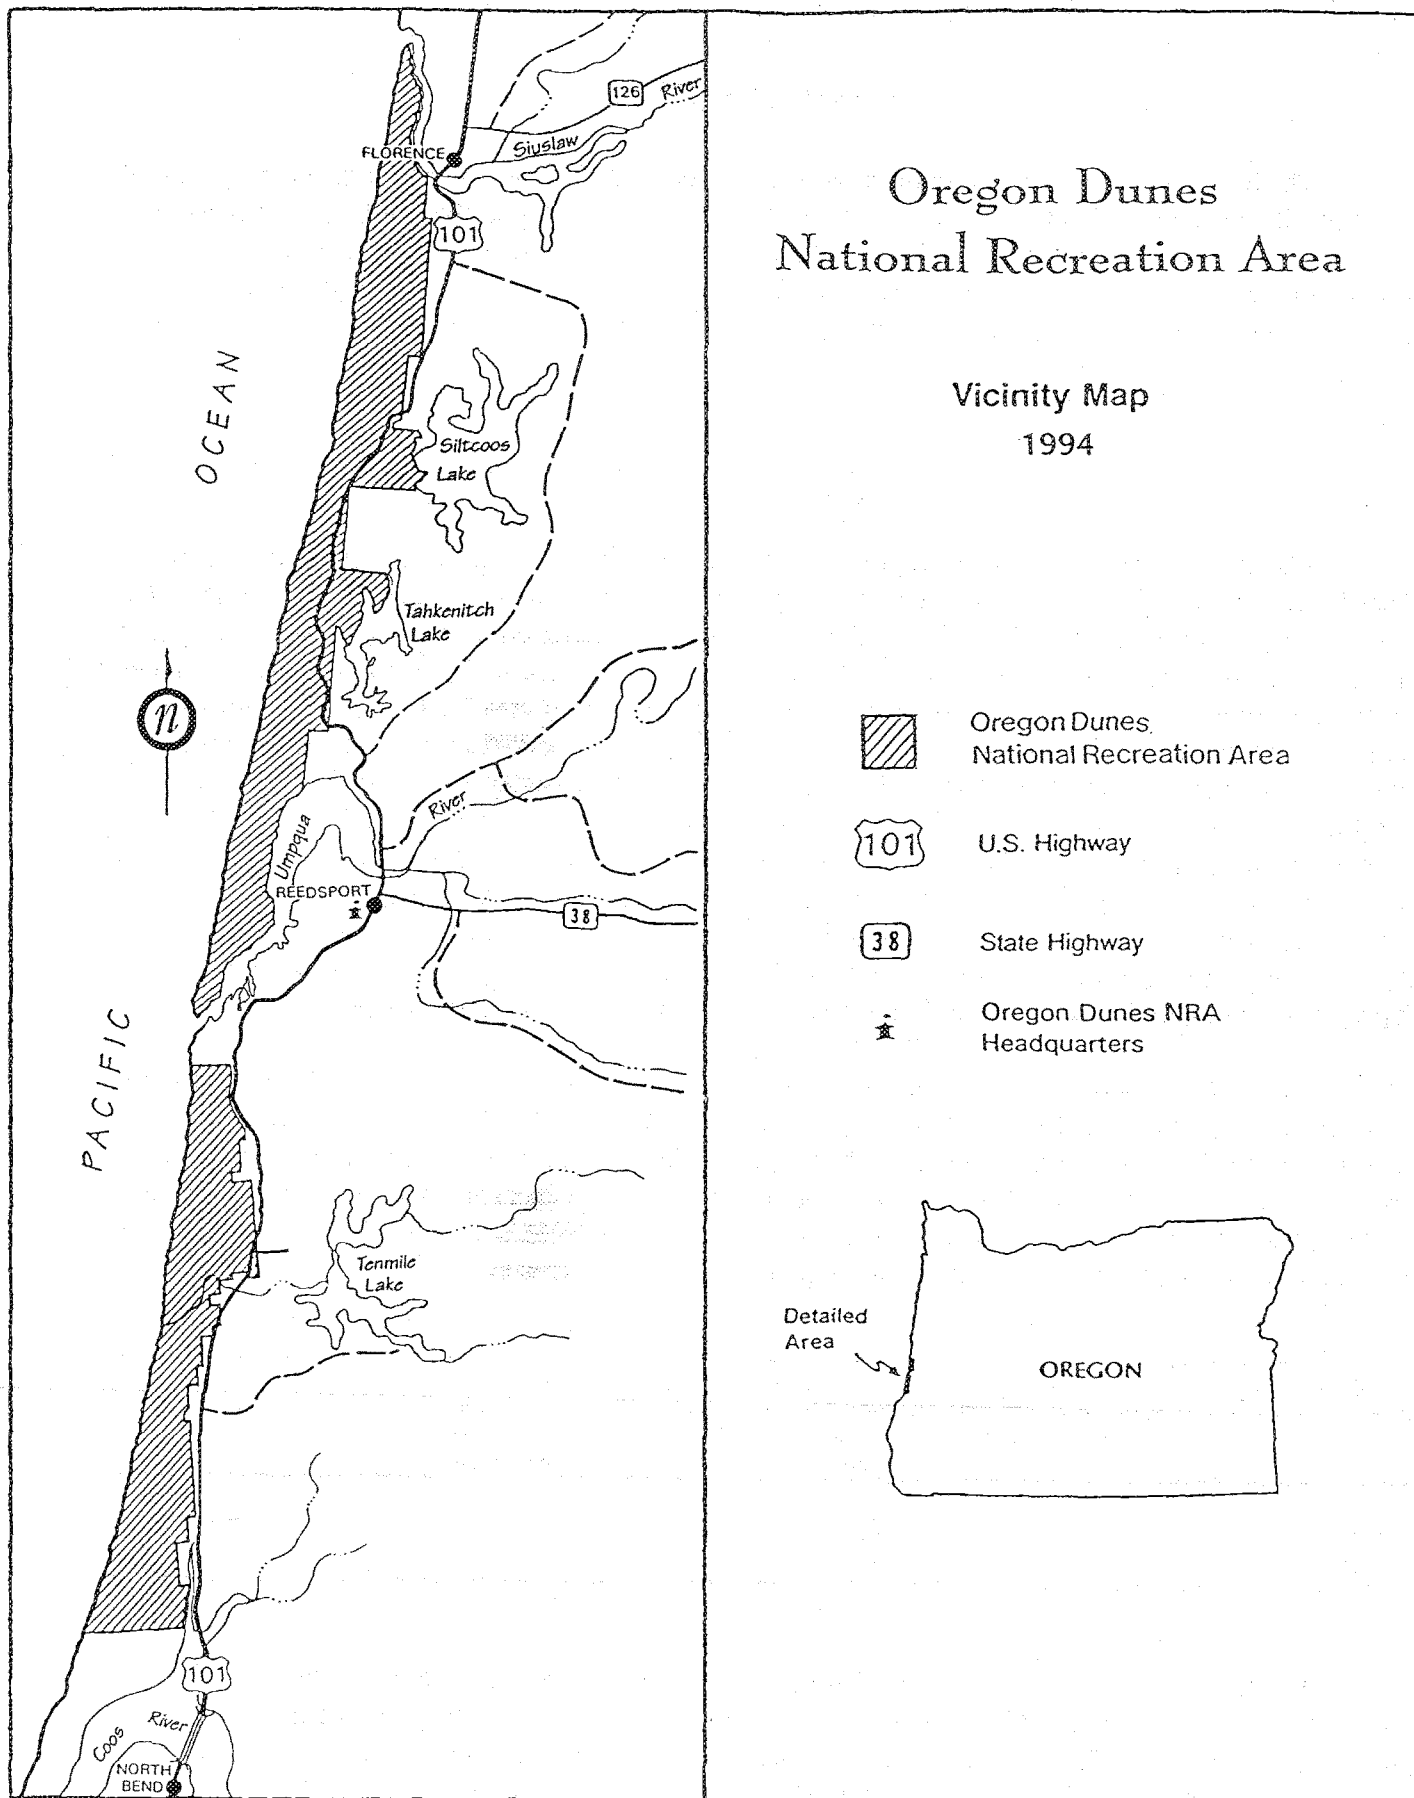 126
River
Siuslaw
FLORENCE
101
OCEAN
Siltcoos
Lake
Tahkenitch
Lake
n
River
Umpqua
REEDSPORT
38
PACIFIC
Tenmile
Lake
101
Coos River
NORTH
BEND
Oregon Dunes
National Recreation Area
Vicinity Map
1994
Oregon Dunes
National Recreation Area
101
U.S. Highway
38
State Highway
Oregon Dunes NRA
Headquarters
Detailed
Area
OREGON